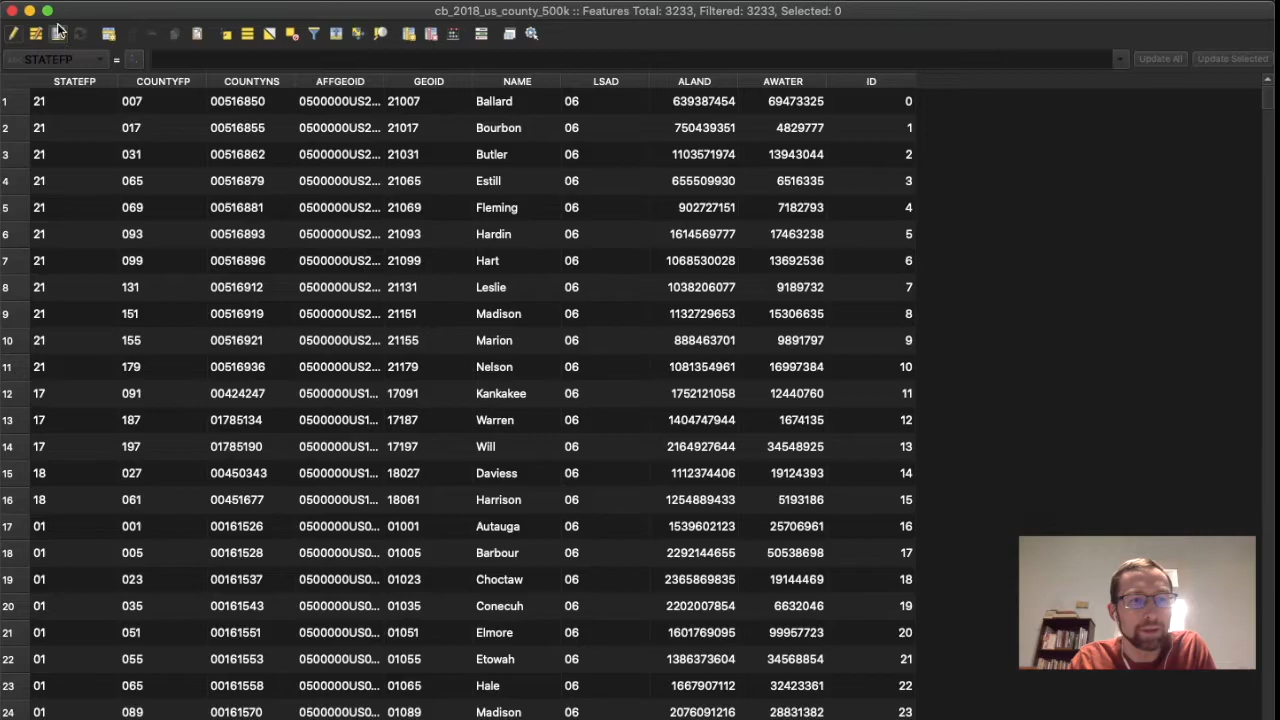 cb_2018_us_county_500k :: Features Total: 3233, Filtered: 3233, Selected: 0
abc STATEFP = Update All Update Selected
STATEFP COUNTYFP COUNTYNS AFFGEOID GEOID NAME LSAD ALAND AWATER ID
1 21 007 00516850 0500000US2... 21007 Ballard 06 639387454 69473325 0
2 21 017 00516855 0500000US2... 21017 Bourbon 06 750439351 4829777 1
3 21 031 00516862 0500000US2... 21031 Butler 06 1103571974 13943044 2
4 21 065 00516879 0500000US2... 21065 Estill 06 655509930 6516335 3
5 21 069 00516881 0500000US2... 21069 Fleming 06 902727151 7182793 4
6 21 093 00516893 0500000US2... 21093 Hardin 06 1614569777 17463238 5
7 21 099 00516896 0500000US2... 21099 Hart 06 1068530028 13692536 6
8 21 131 00516912 0500000US2... 21131 Leslie 06 1038206077 9189732 7
9 21 151 00516919 0500000US2... 21151 Madison 06 1132729653 15306635 8
10 21 155 00516921 0500000US2... 21155 Marion 06 888463701 9891797 9
11 21 179 00516936 0500000US2... 21179 Nelson 06 1081354961 16997384 10
12 17 091 00424247 0500000US1... 17091 Kankakee 06 1752121058 12440760 11
13 17 187 01785134 0500000US1... 17187 Warren 06 1404747944 1674135 12
14 17 197 01785190 0500000US1... 17197 Will 06 2164927644 34548925 13
15 18 027 00450343 0500000US1... 18027 Daviess 06 1112374406 19124393 14
16 18 061 00451677 0500000US1... 18061 Harrison 06 1254889433 5193186 15
17 01 001 00161526 0500000US0... 01001 Autauga 06 1539602123 25706961 16
18 01 005 00161528 0500000US0... 01005 Barbour 06 2292144655 50538698 17
19 01 023 00161537 0500000US0... 01023 Choctaw 06 2365869835 19144469 18
20 01 035 00161543 0500000US0... 01035 Conecuh 06 2202007854 6632046 19
21 01 051 00161551 0500000US0... 01051 Elmore 06 1601769095 99957723 20
22 01 055 00161553 0500000US0... 01055 Etowah 06 1386373604 34568854 21
23 01 065 00161558 0500000US0... 01065 Hale 06 1667907112 32423361 22
24 01 089 00161570 0500000US0... 01089 Madison 06 2076091216 28831382 23